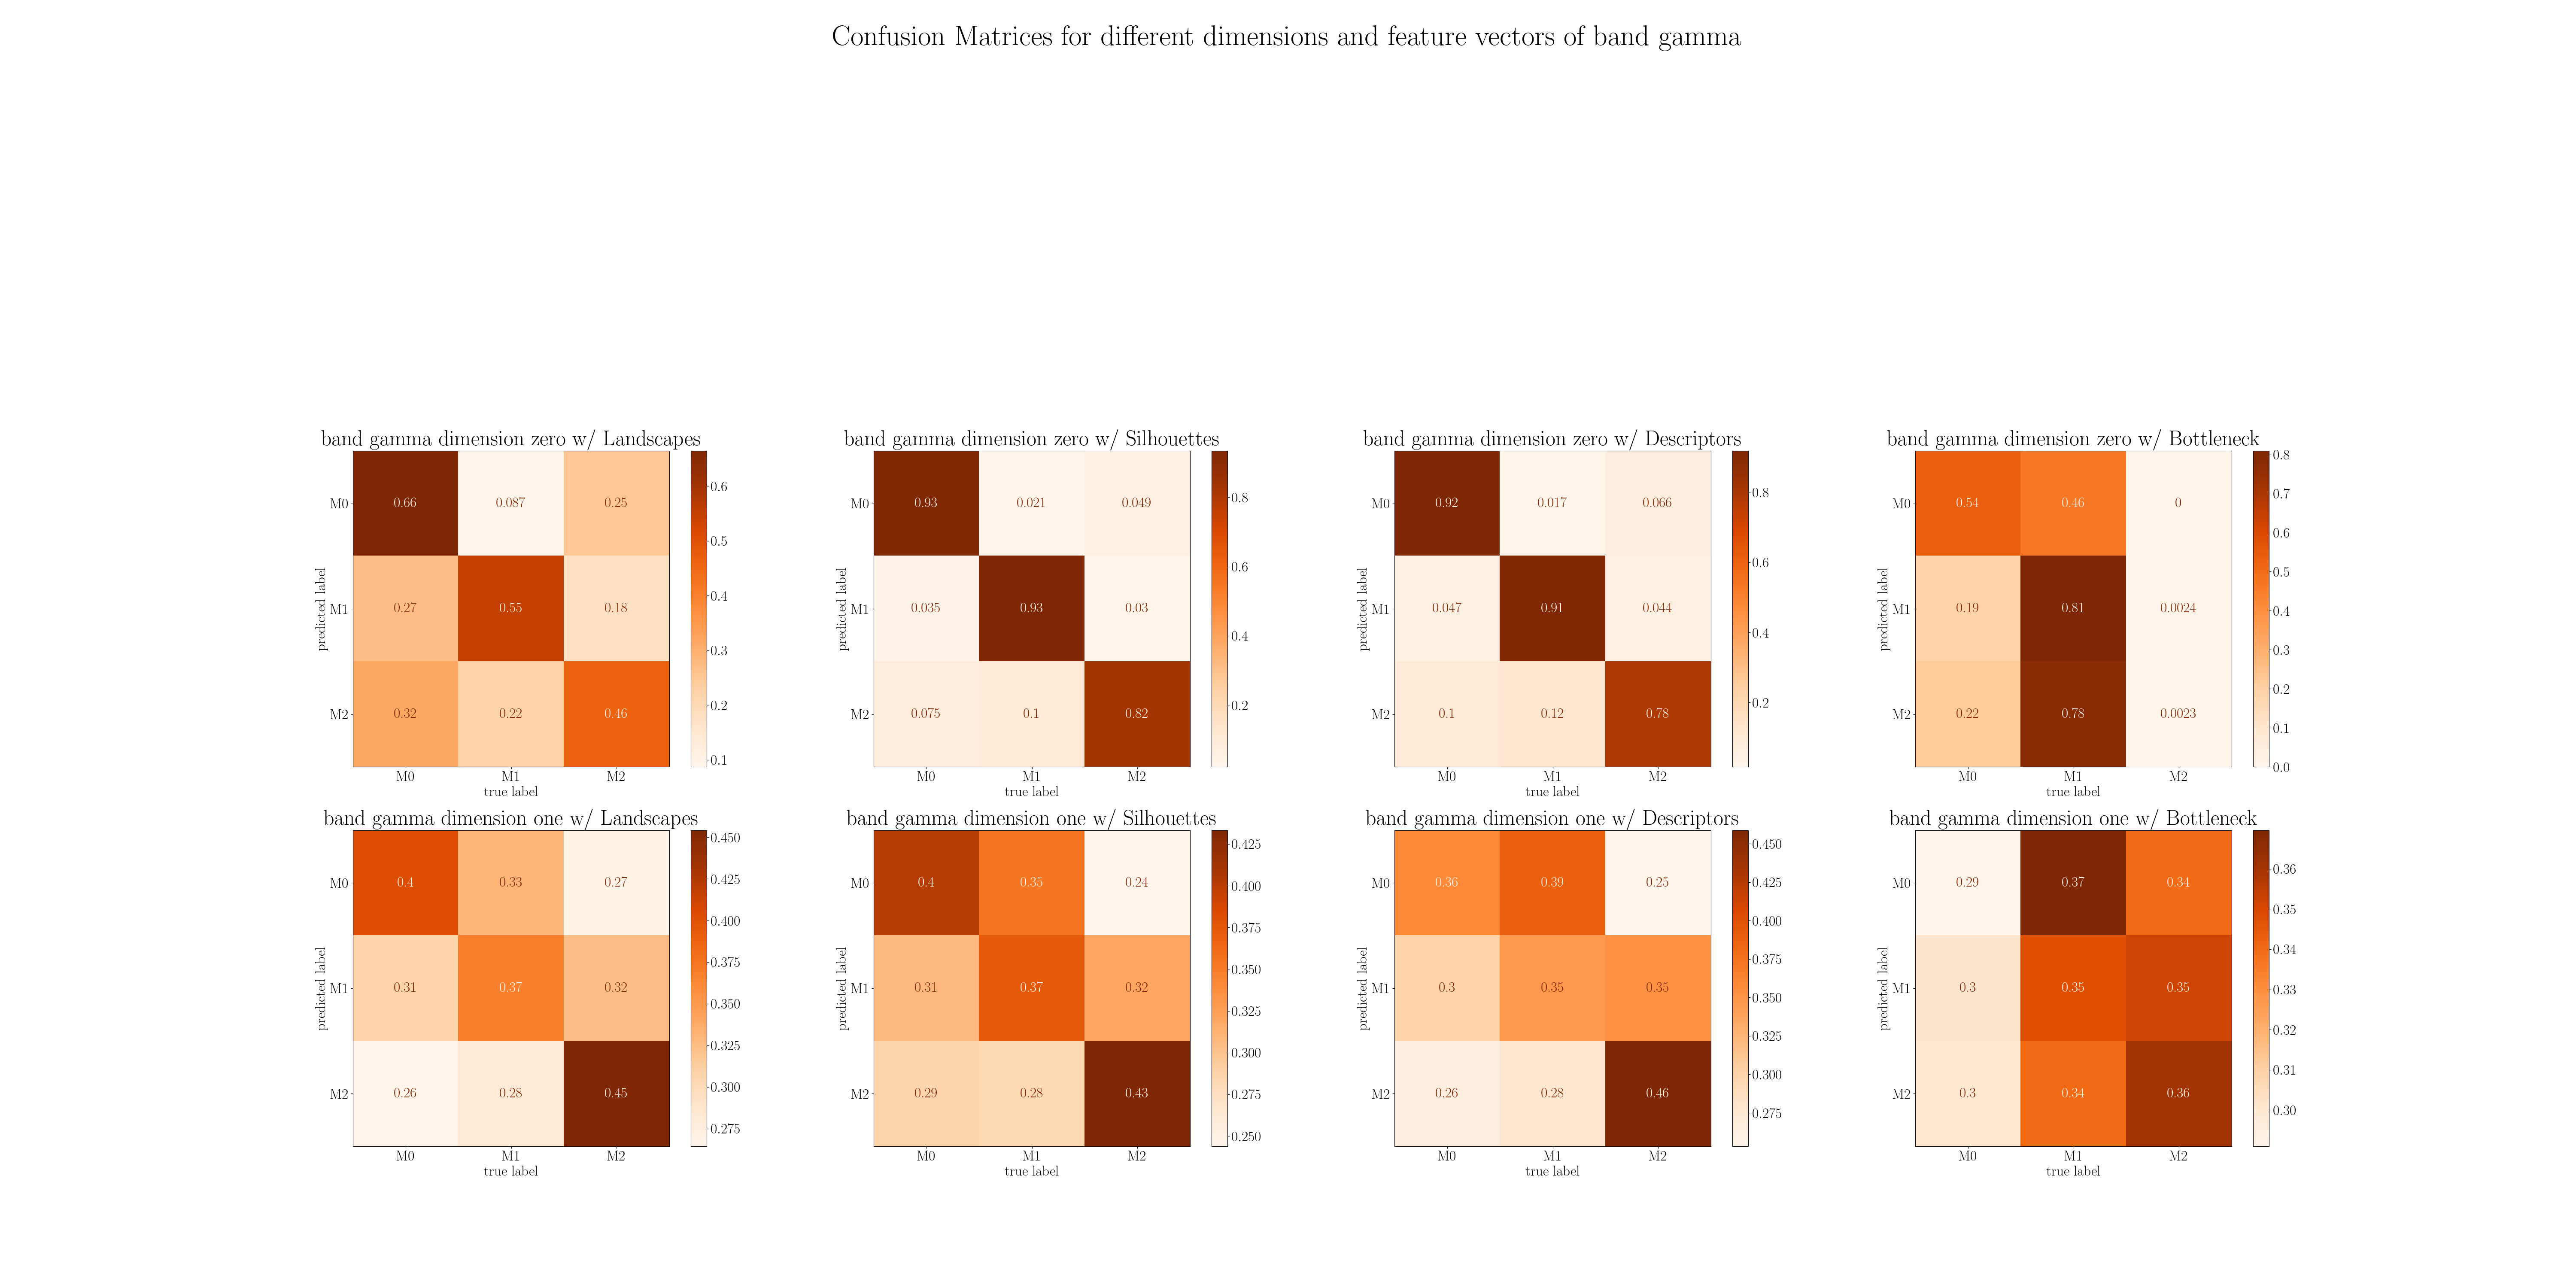 Confusion Matrices for different dimensions and feature vectors of band gamma
band gamma dimension zero w/ Landscapes
M0 0.66 0.087 0.25
M1 0.27 0.55 0.18
M2 0.32 0.22 0.46
M0 M1 M2
true label
predicted label
0.6
0.5
0.4
0.3
0.2
0.1
band gamma dimension zero w/ Silhouettes
M0 0.93 0.021 0.049
M1 0.035 0.93 0.03
M2 0.075 0.1 0.82
M0 M1 M2
true label
predicted label
0.8
0.6
0.4
0.2
band gamma dimension zero w/ Descriptors
M0 0.92 0.017 0.066
M1 0.047 0.91 0.044
M2 0.1 0.12 0.78
M0 M1 M2
true label
predicted label
0.8
0.6
0.4
0.2
band gamma dimension zero w/ Bottleneck
M0 0.54 0.46 0
M1 0.19 0.81 0.0024
M2 0.22 0.78 0.0023
M0 M1 M2
true label
predicted label
0.8
0.7
0.6
0.5
0.4
0.3
0.2
0.1
0.0
band gamma dimension one w/ Landscapes
M0 0.4 0.33 0.27
M1 0.31 0.37 0.32
M2 0.26 0.28 0.45
M0 M1 M2
true label
predicted label
0.450
0.425
0.400
0.375
0.350
0.325
0.300
0.275
band gamma dimension one w/ Silhouettes
M0 0.4 0.35 0.24
M1 0.31 0.37 0.32
M2 0.29 0.28 0.43
M0 M1 M2
true label
predicted label
0.425
0.400
0.375
0.350
0.325
0.300
0.275
0.250
band gamma dimension one w/ Descriptors
M0 0.36 0.39 0.25
M1 0.3 0.35 0.35
M2 0.26 0.28 0.46
M0 M1 M2
true label
predicted label
0.450
0.425
0.400
0.375
0.350
0.325
0.300
0.275
band gamma dimension one w/ Bottleneck
M0 0.29 0.37 0.34
M1 0.3 0.35 0.35
M2 0.3 0.34 0.36
M0 M1 M2
true label
predicted label
0.36
0.35
0.34
0.33
0.32
0.31
0.30